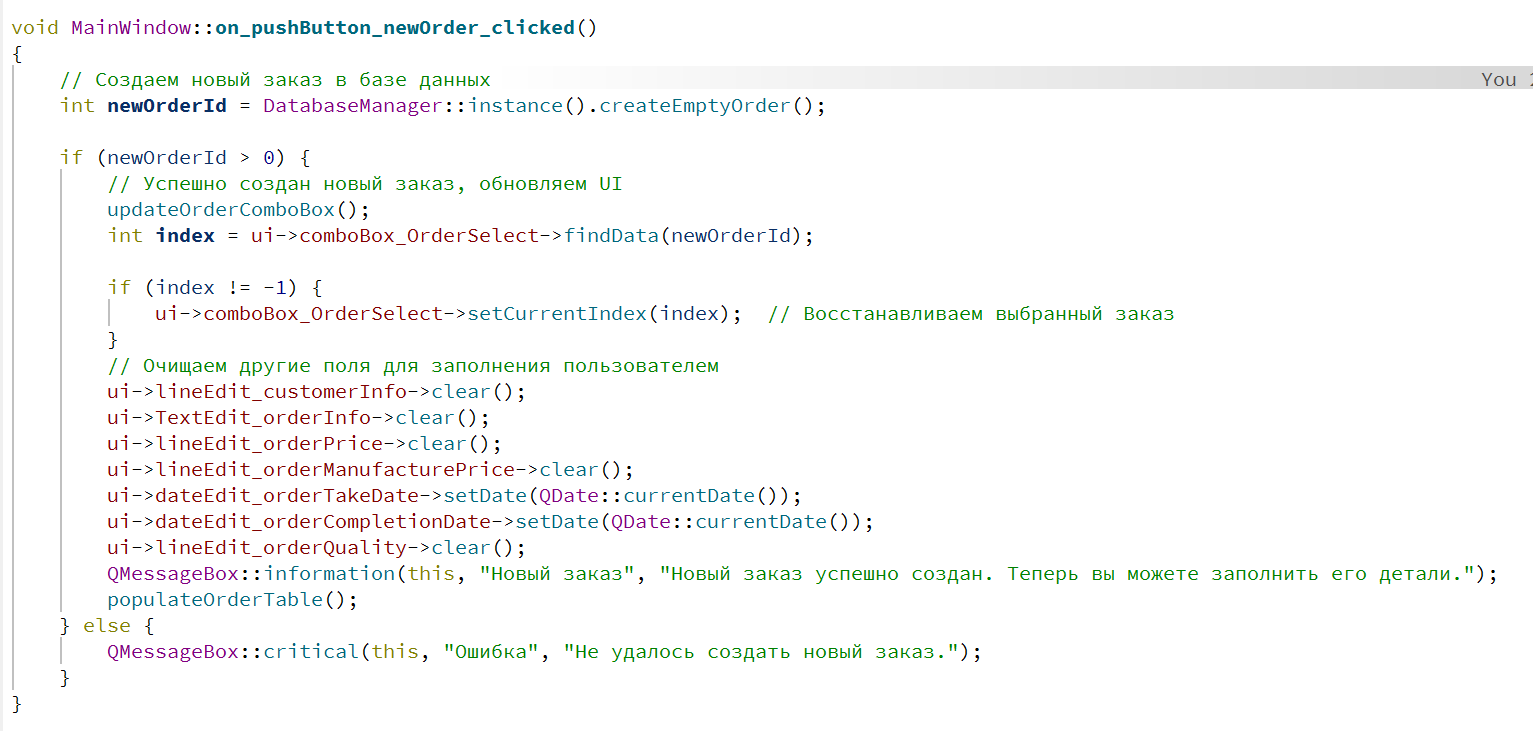 void MainWindow::on_pushButton_newOrder_clicked()
{
    // Создаем новый заказ в базе данных You
    int newOrderId = DatabaseManager::instance().createEmptyOrder();

    if (newOrderId > 0) {
        // Успешно создан новый заказ, обновляем UI
        updateOrderComboBox();
        int index = ui->comboBox_OrderSelect->findData(newOrderId);

        if (index != -1) {
            ui->comboBox_OrderSelect->setCurrentIndex(index);  // Восстанавливаем выбранный заказ
        }
        // Очищаем другие поля для заполнения пользователем
        ui->lineEdit_customerInfo->clear();
        ui->TextEdit_orderInfo->clear();
        ui->lineEdit_orderPrice->clear();
        ui->lineEdit_orderManufacturePrice->clear();
        ui->dateEdit_orderTakeDate->setDate(QDate::currentDate());
        ui->dateEdit_orderCompletionDate->setDate(QDate::currentDate());
        ui->lineEdit_orderQuality->clear();
        QMessageBox::information(this, "Новый заказ", "Новый заказ успешно создан. Теперь вы можете заполнить его детали.");
        populateOrderTable();
    } else {
        QMessageBox::critical(this, "Ошибка", "Не удалось создать новый заказ.");
    }
}